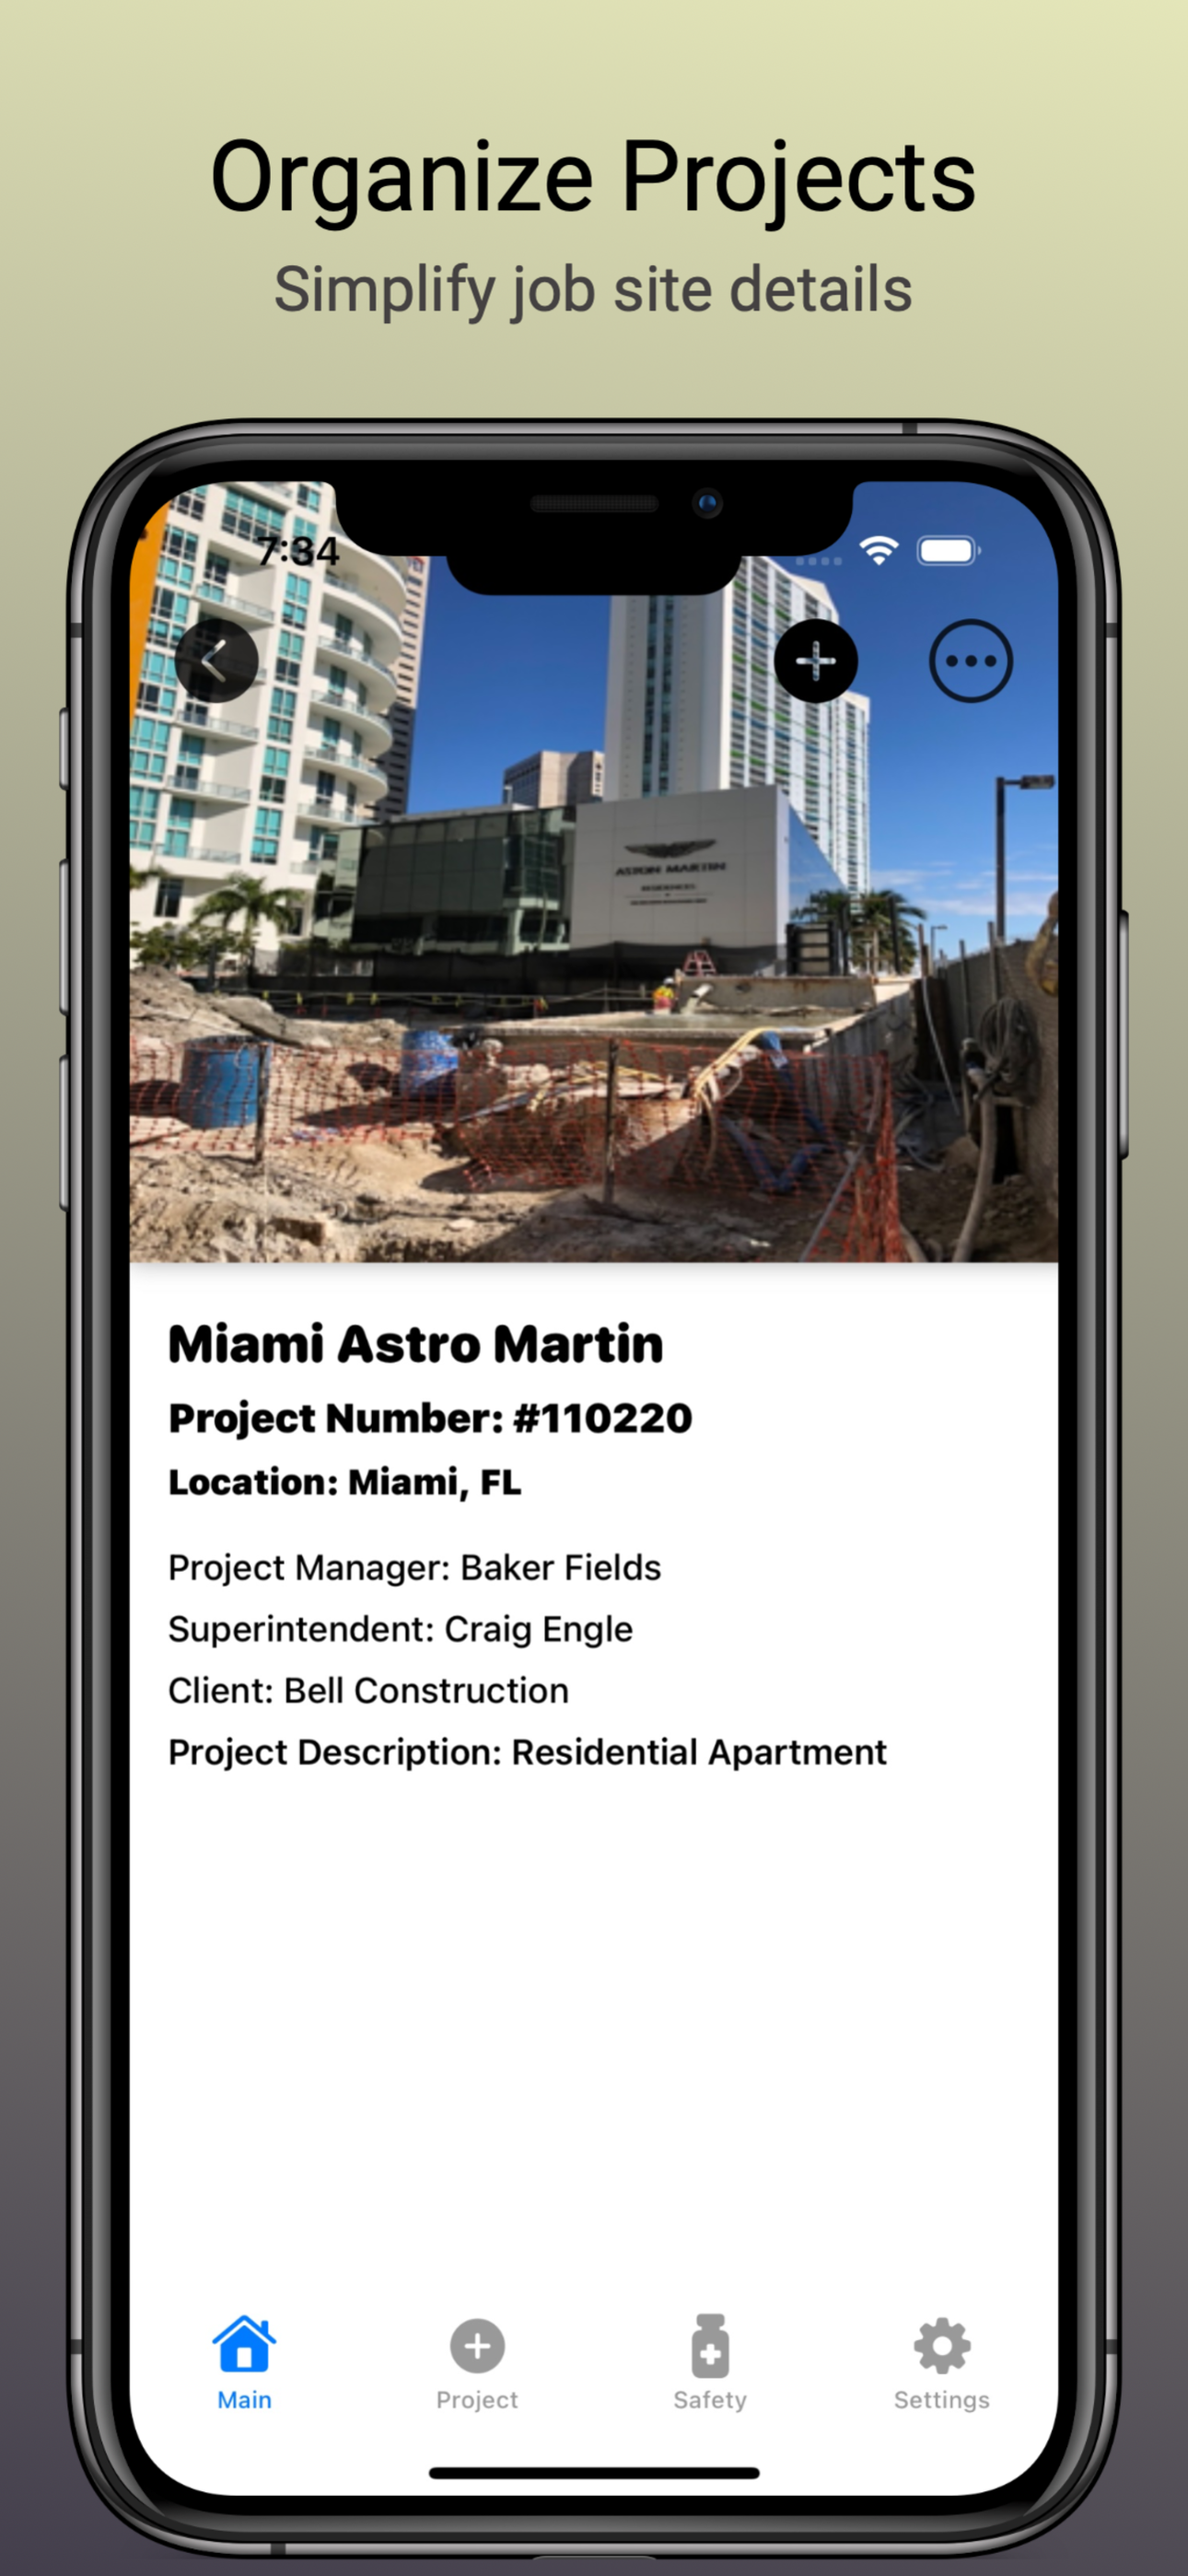 Organize Projects
Simplify job site details
7:34
ASTON MARTIN
RESIDENCES
Miami Astro Martin
Project Number: #110220
Location: Miami, FL
Project Manager: Baker Fields
Superintendent: Craig Engle
Client: Bell Construction
Project Description: Residential Apartment
Main
Project
Safety
Settings